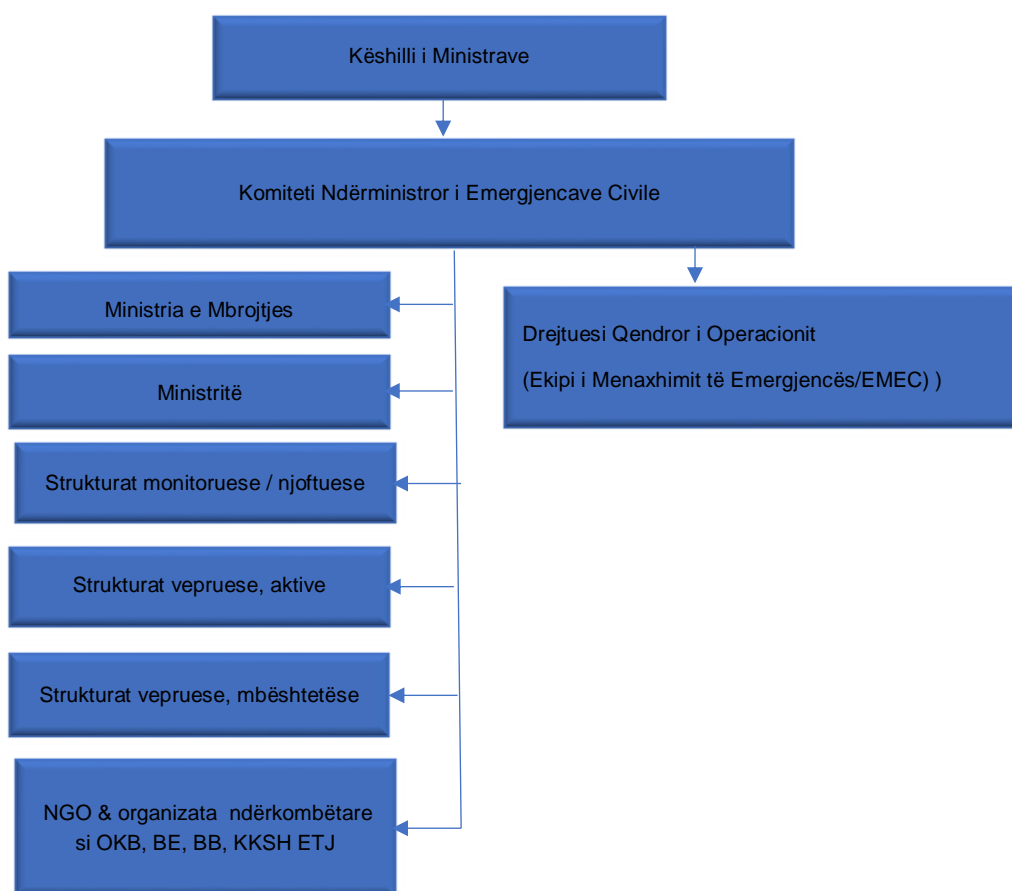 Këshilli i Ministrave
Komiteti Ndërministror i Emergjencave Civile
Ministria e Mbrojtjes
Drejtuesi Qendror i Operacionit
(Ekipi i Menaxhimit të Emergjencës/EMEC) )
Ministritë
Strukturat monitoruese / njoftuese
Strukturat vepruese, aktive
Strukturat vepruese, mbështetëse
NGO & organizata ndërkombëtare
si OKB, BE, BB, KKSH ETJ